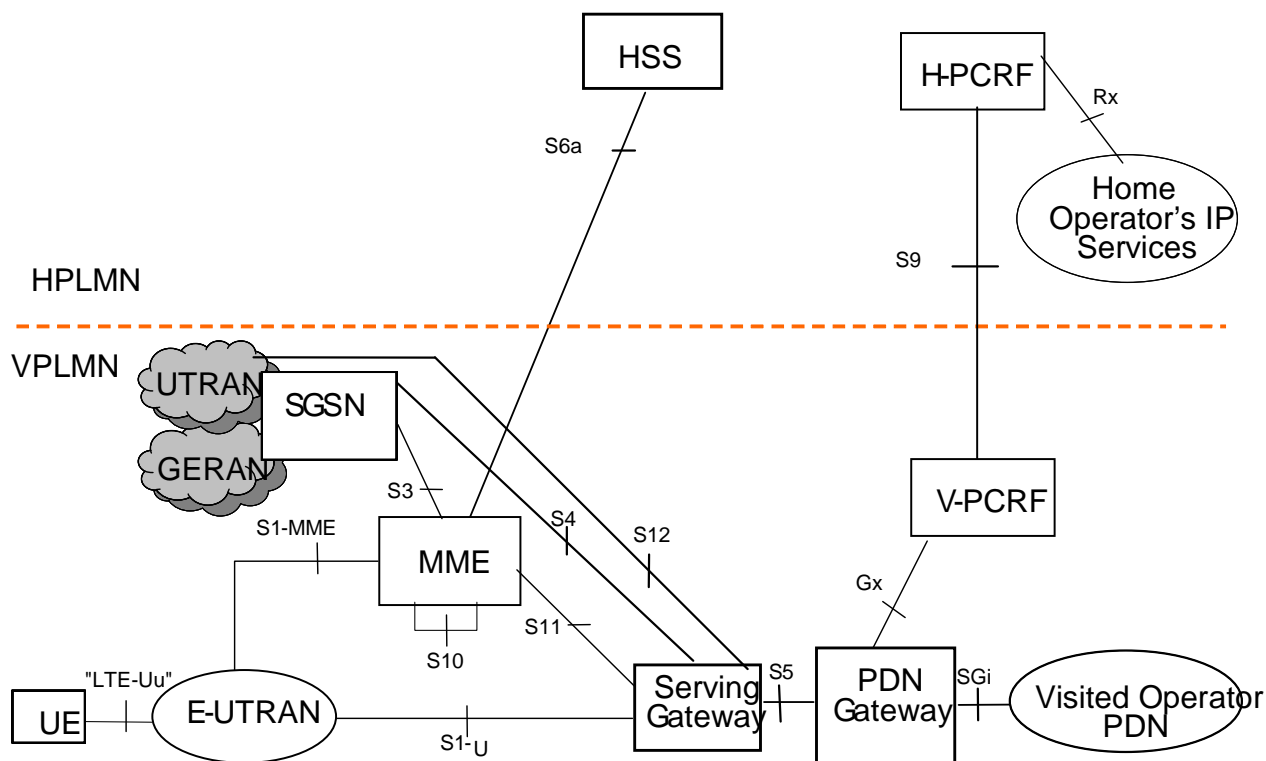 HSS
H-PCRF
Rx
S6a
Home
Operator's IP
Services
S9
HPLMN
VPLMN
UTRAN
SGSN
GERAN
S3
S4
S12
V-PCRF
S1-MME
MME
Gx
S11
S10
"LTE-Uu"
UE
E-UTRAN
S1-U
Serving
Gateway
S5
PDN
Gateway
SGi
Visited Operator
PDN